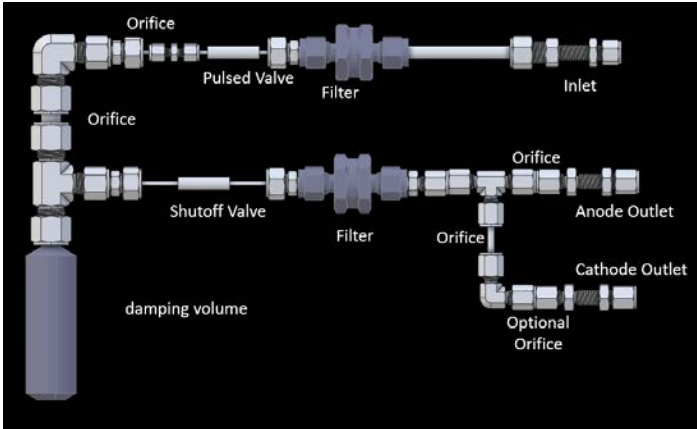 Orifice
Pulsed Valve
Filter
Inlet
Orifice
Orifice
Shutoff Valve
Filter
Anode Outlet
Orifice
Cathode Outlet
damping volume
Optional
Orifice